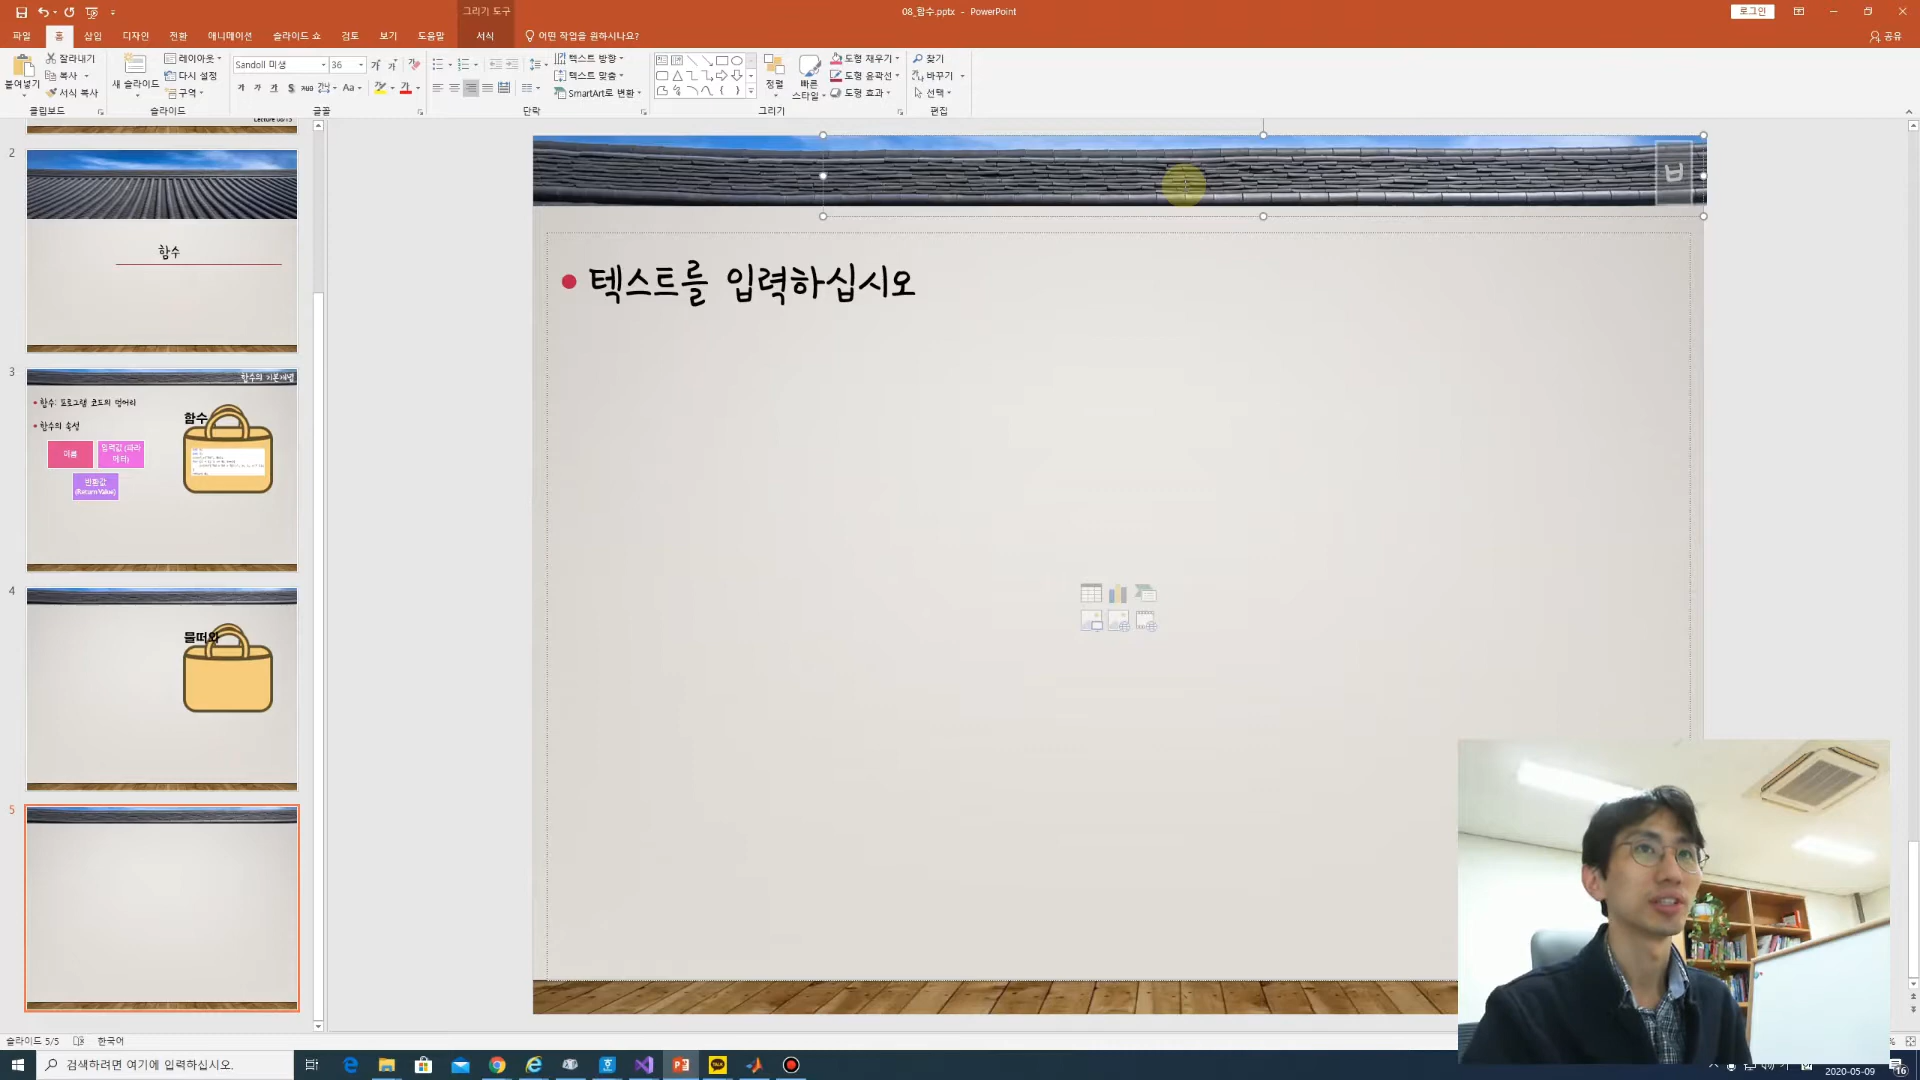 08_함수.pptx - PowerPoint
그리기 도구
로그인
파일
홈
삽입
디자인
전환
애니메이션
슬라이드 쇼
검토
보기
도움말
서식
어떤 작업을 원하시나요?
공유
붙여넣기
잘라내기
복사
서식 복사
클립보드
새 슬라이드
레이아웃
다시 설정
구역
슬라이드
Sandoll 미생
36
글꼴
텍스트 방향
텍스트 맞춤
SmartArt로 변환
단락
정렬
빠른 스타일
도형 채우기
도형 윤곽선
도형 효과
그리기
찾기
바꾸기
선택
편집
Lecture 08/15
2
함수
3
함수의 기본개념
함수: 프로그램 코드의 덩어리
함수의 속성
이름
입력값 (파라미터)
반환값 (Return Value)
함수
4
물떠와
5
ㅂ
텍스트를 입력하십시오
슬라이드 5/5
한국어
검색하려면 여기에 입력하십시오.
2020-05-09
16